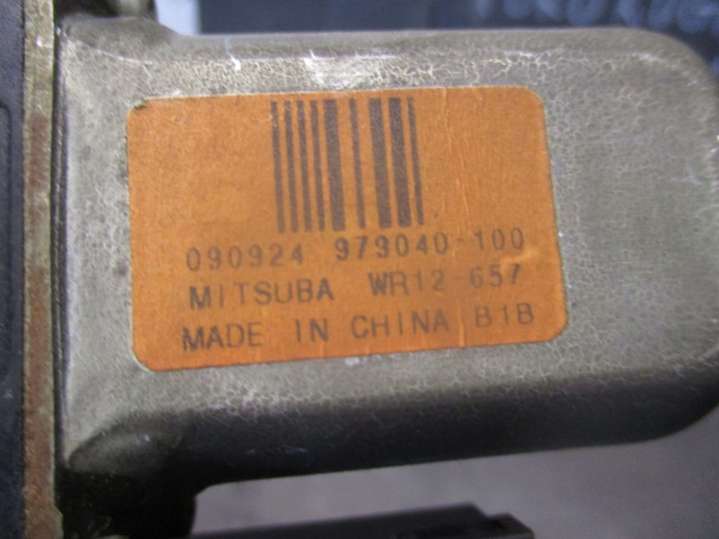 090924 979040-100
MITSUBA WR12-657
MADE IN CHINA B1B